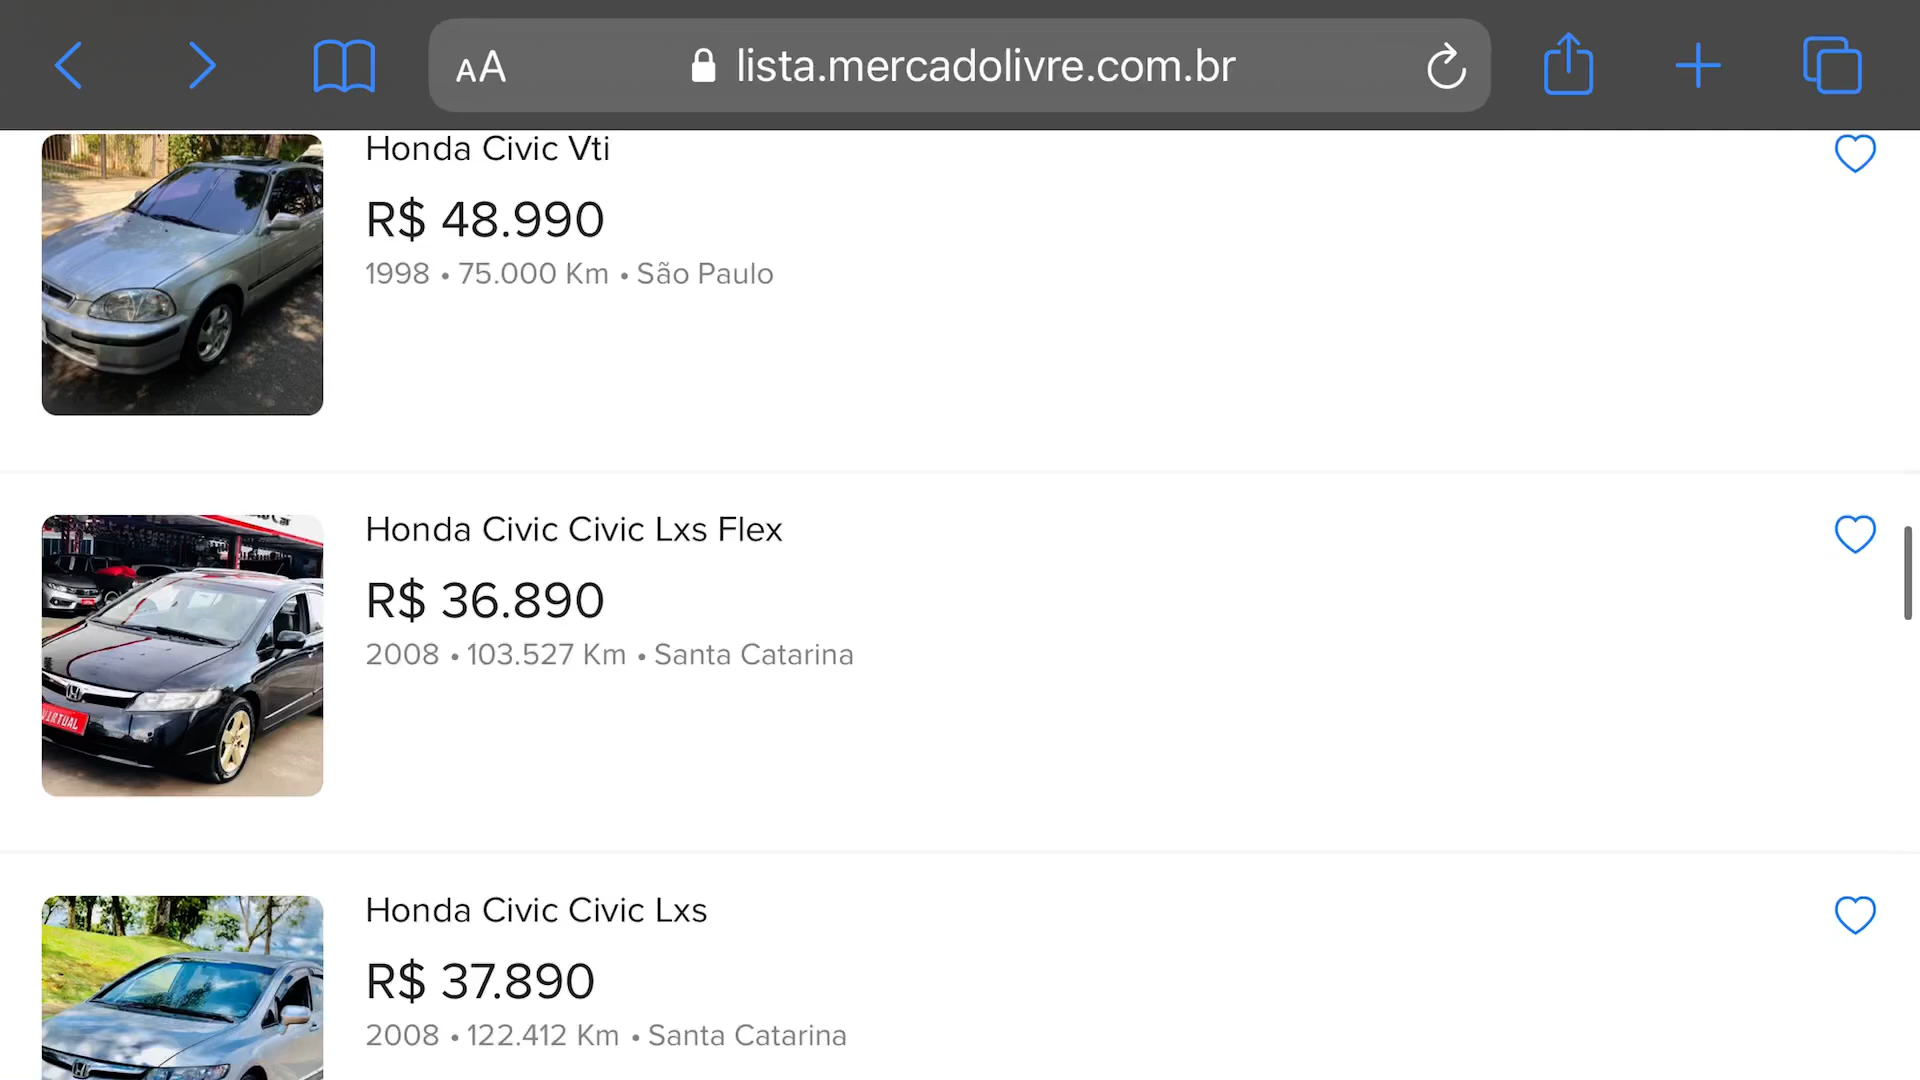 AA lista.mercadolivre.com.br
Honda Civic Vti
R$ 48.990
1998 • 75.000 Km • São Paulo
Honda Civic Civic Lxs Flex
R$ 36.890
2008 • 103.527 Km • Santa Catarina
VIRTUAL
Honda Civic Civic Lxs
R$ 37.890
2008 • 122.412 Km • Santa Catarina